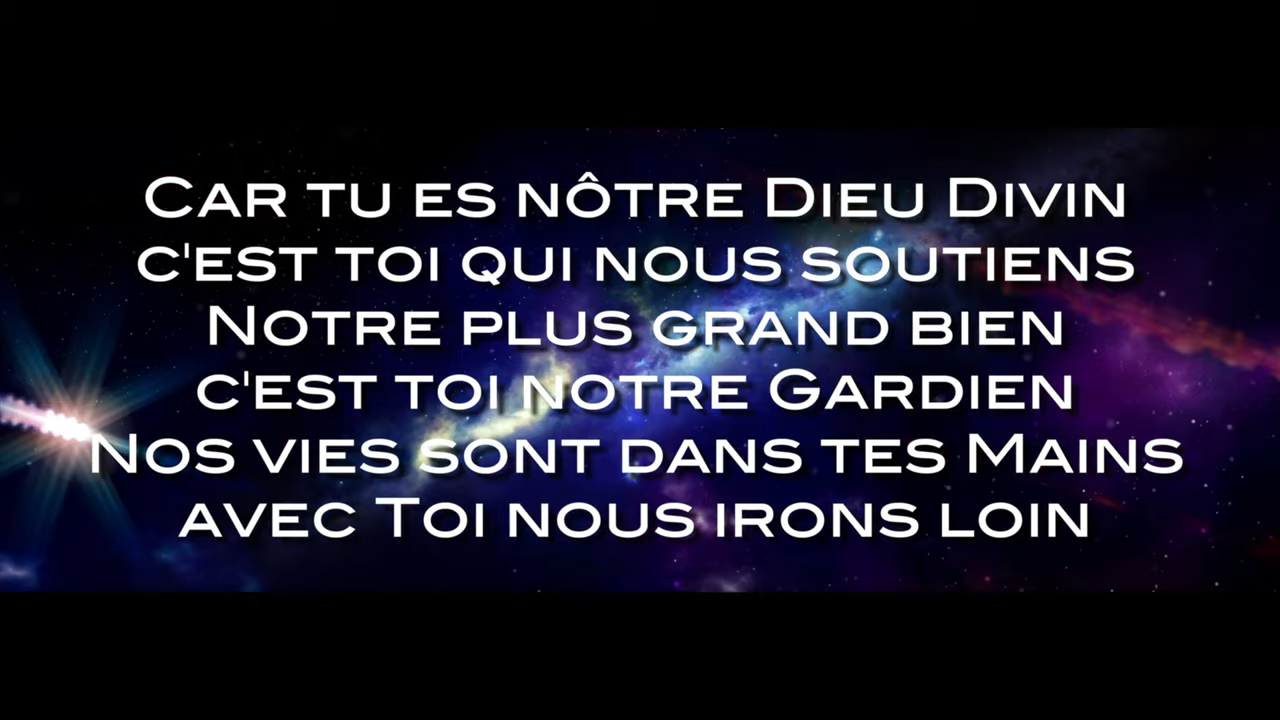 Car tu es nôtre Dieu Divin
c'est toi qui nous soutiens
Notre plus grand bien
c'est toi notre Gardien
Nos vies sont dans tes Mains
avec Toi nous irons loin